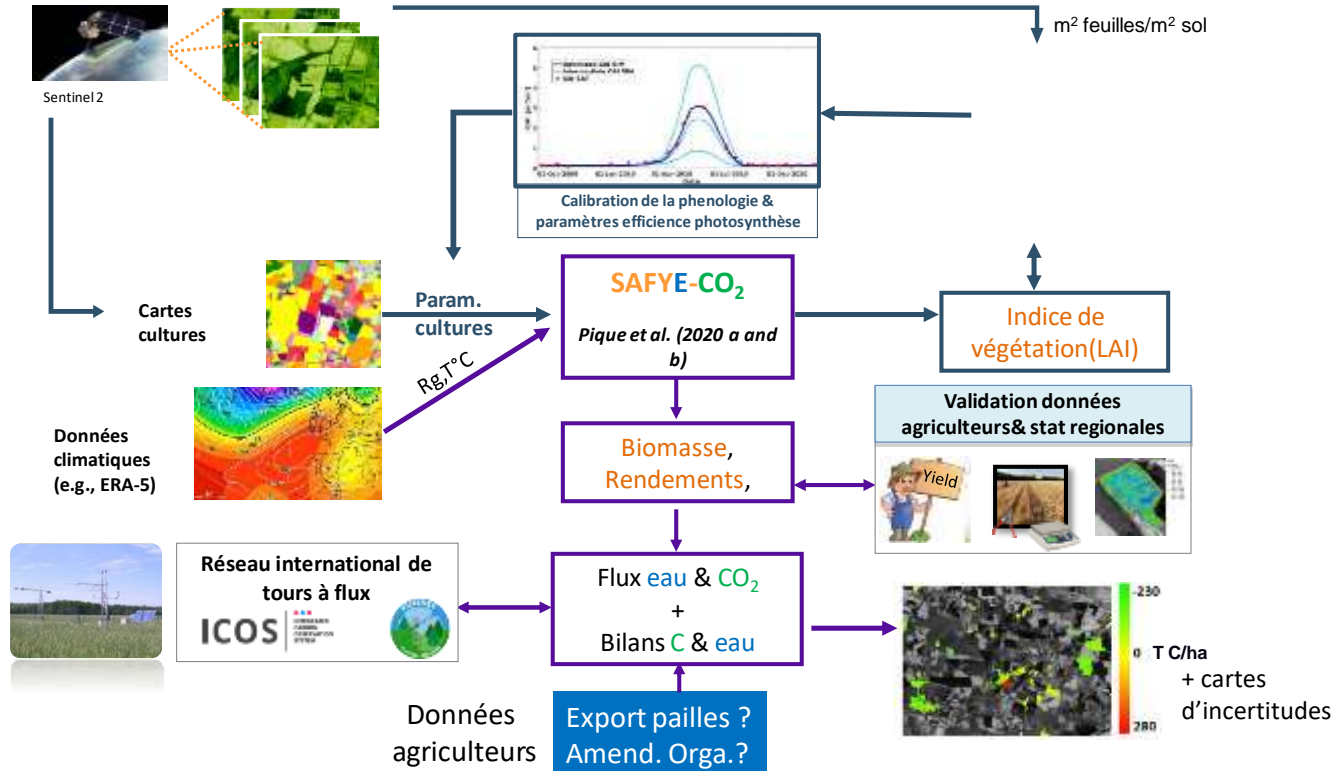 m² feuilles/m² sol
Sentinel 2
Calibration de la phenologie &
paramètres efficience photosynthèse
Cartes
cultures
Param.
cultures
SAFYE-CO₂
Pique et al. (2020 a and
b)
Indice de
végétation(LAI)
Rg,T°C
Données
climatiques
(e.g., ERA-5)
Biomasse,
Rendements,
Validation données
agriculteurs& stat regionales
Yield
Réseau international de
tours à flux
ICOS
Flux eau & CO₂
+
Bilans C & eau
-230
0
T C/ha
280
+ cartes
d’incertitudes
Données
agriculteurs
Export pailles ?
Amend. Orga.?